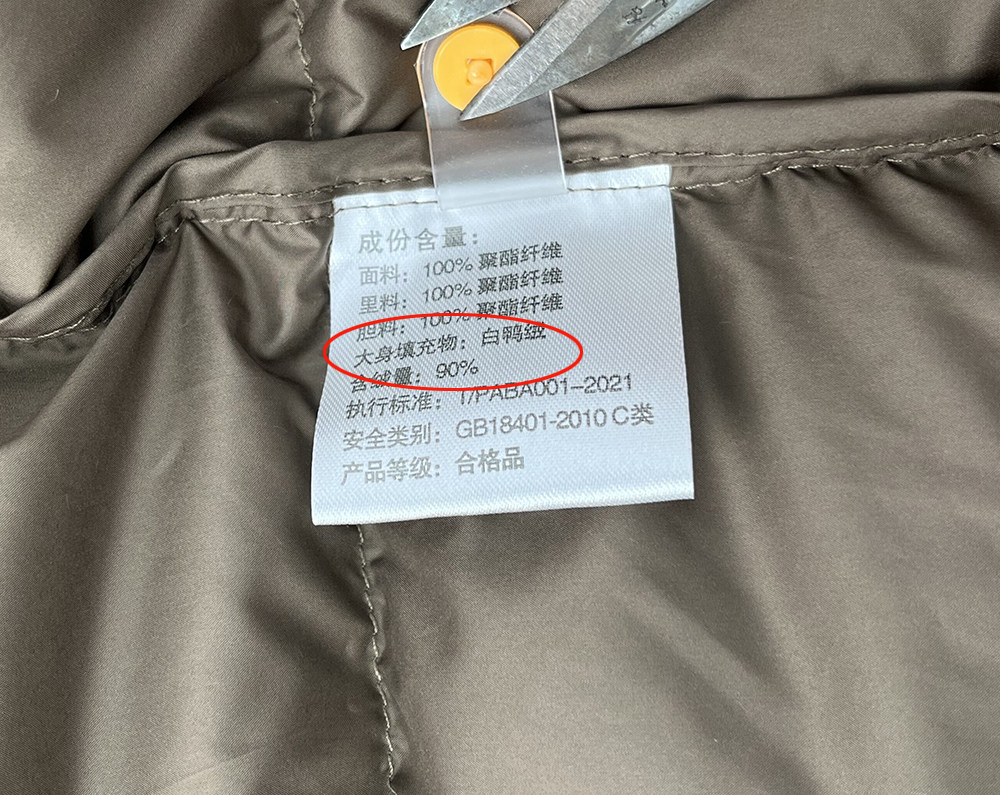 成份含量:
面料: 100% 聚酯纤维
里料: 100% 聚酯纤维
胆料: 100% 聚酯纤维
大身填充物: 白鸭绒
含绒量: 90%
执行标准: T/PABA001-2021
安全类别: GB18401-2010 C类
产品等级: 合格品